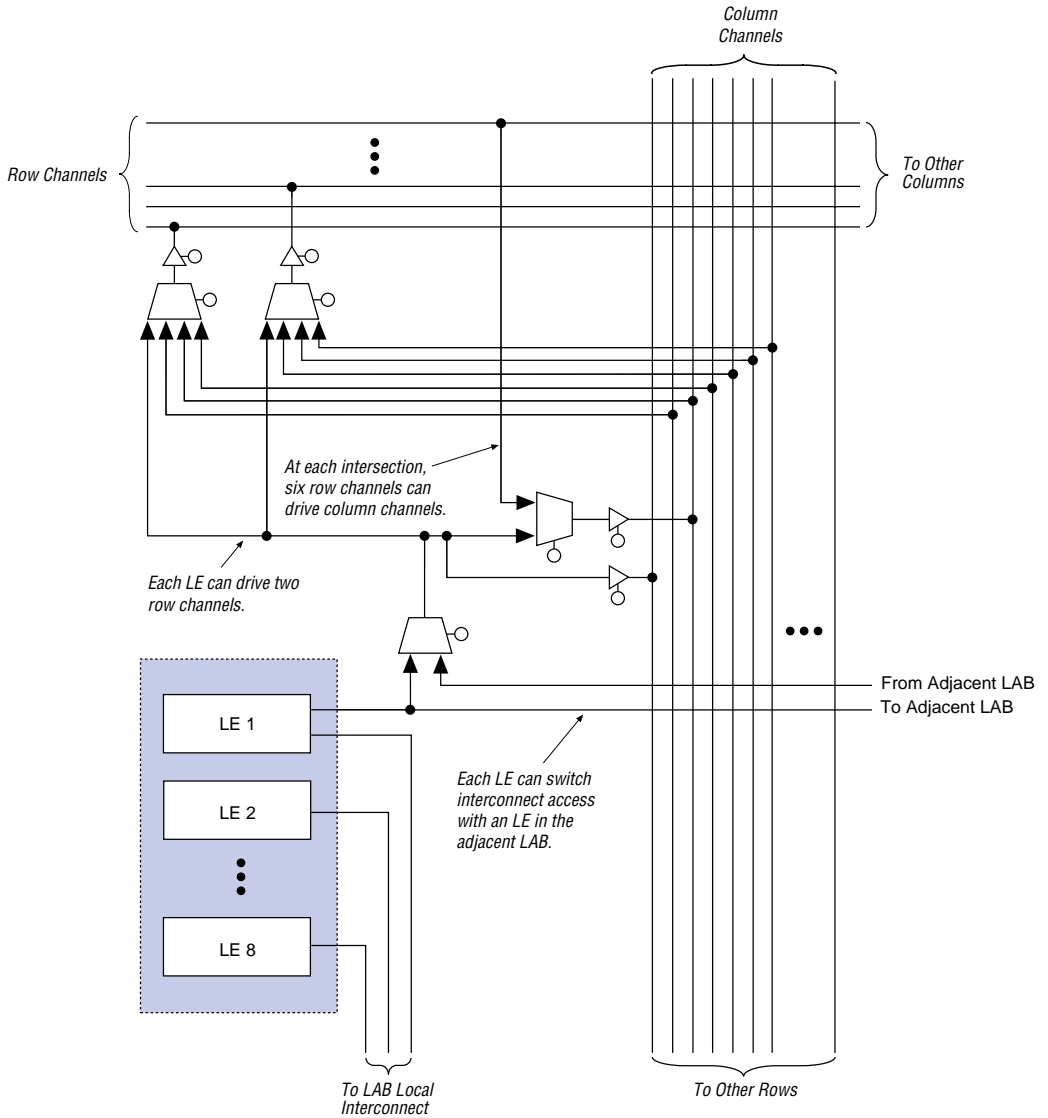 Column
Channels
Row Channels
To Other
Columns
At each intersection,
six row channels can
drive column channels.
Each LE can drive two
row channels.
From Adjacent LAB
To Adjacent LAB
LE 1
Each LE can switch
interconnect access
with an LE in the
adjacent LAB.
LE 2
LE 8
To LAB Local
Interconnect
To Other Rows